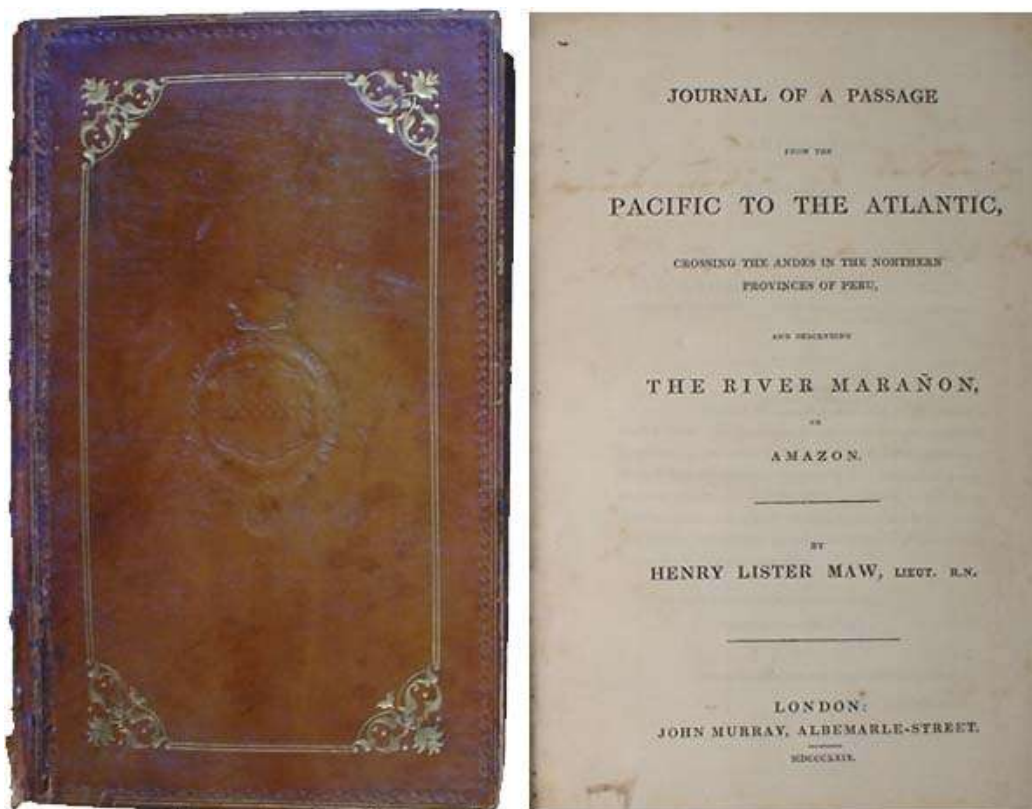 JOURNAL OF A PASSAGE
FROM THE
PACIFIC TO THE ATLANTIC,
CROSSING THE ANDES IN THE NORTHERN
PROVINCES OF PERU,
AND DESCENDING
THE RIVER MARAÑON,
OR
AMAZON.
BY
HENRY LISTER MAW, LIEUT. R.N.
LONDON:
JOHN MURRAY, ALBEMARLE-STREET.
MDCCCXXIX.